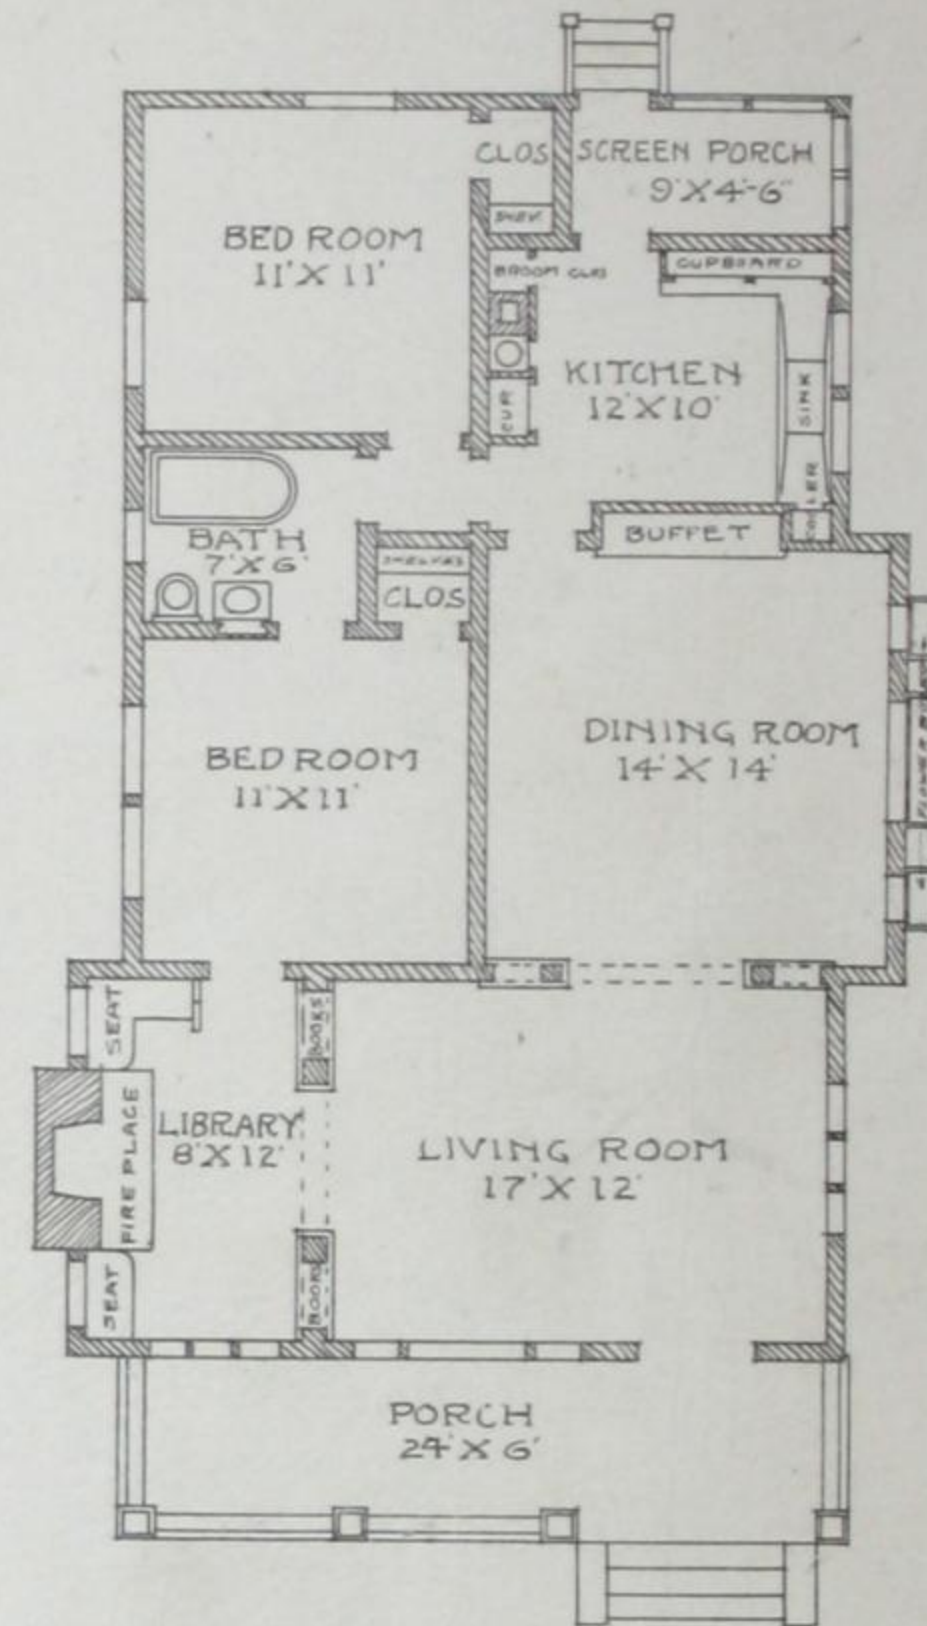 CLOS
SCREEN PORCH
9'X4'-6"
SHEV.
BED ROOM
11'X11'
BROOM CLOS
CUPBOARD
KITCHEN
12'X10'
CUP
SINK
COOLER
BUFFET
BATH
7'X6'
SHELVES
CLOS
DINING ROOM
14'X14'
BED ROOM
11'X11'
SEAT
BOOKS
LIBRARY
8'X12'
FIRE PLACE
LIVING ROOM
17'X12'
SEAT
BOOKS
PORCH
24'X6'